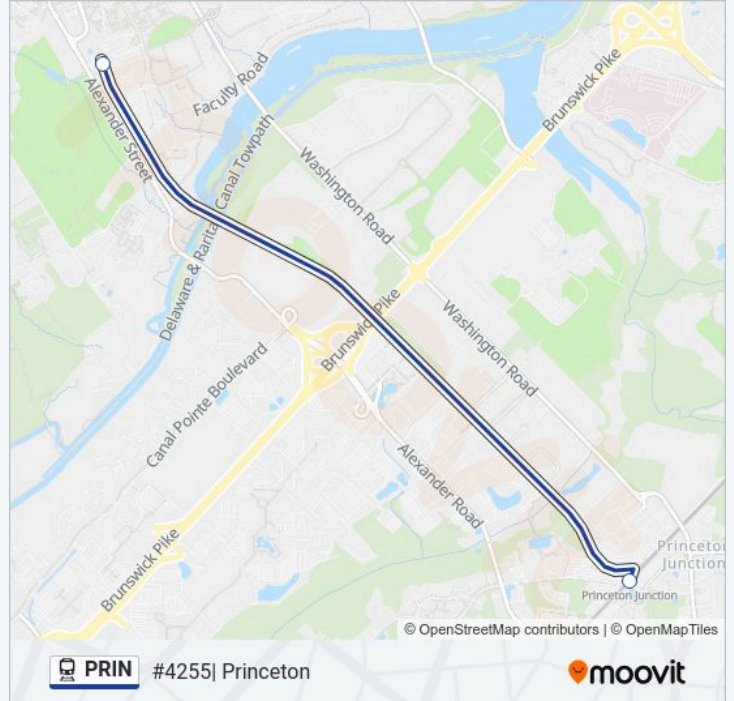 Faculty Road
Alexander Street
Brunswick Pike
Washington Road
Delaware & Raritan Canal Towpath
Brunswick Pike
Washington Road
Canal Pointe Boulevard
Alexander Road
Brunswick Pike
Princeton
Junction
Princeton Junction
© OpenStreetMap contributors | © OpenMapTiles
PRIN #4255| Princeton
moovit